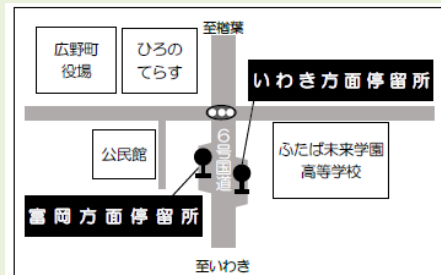 至楢葉
広野町
役場
ひろの
てらす
いわき方面停留所
6号国道
公民館
ふたば未来学園
高等学校
富岡方面停留所
至いわき